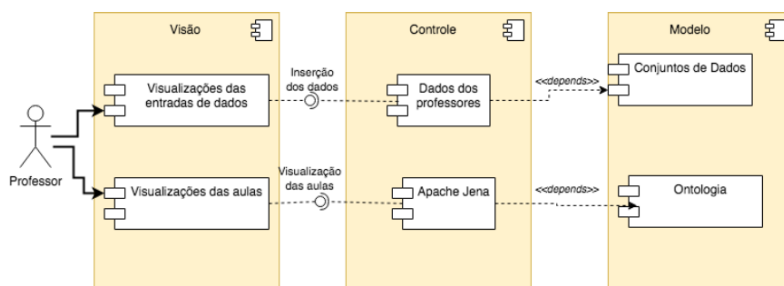 Visão
Controle
Modelo
Visualizações das
entradas de dados
Inserção
dos dados
Dados dos
professores
<<depends>>
Conjuntos de Dados
Professor
Visualizações das aulas
Visualização
das aulas
Apache Jena
<<depends>>
Ontologia